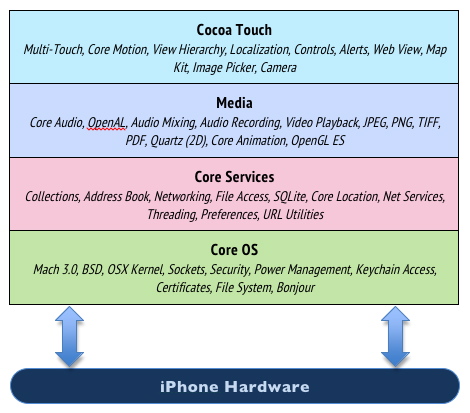 Cocoa Touch
Multi-Touch, Core Motion, View Hierarchy, Localization, Controls, Alerts, Web View, Map
Kit, Image Picker, Camera
Media
Core Audio, OpenAL, Audio Mixing, Audio Recording, Video Playback, JPEG, PNG, TIFF,
PDF, Quartz (2D), Core Animation, OpenGL ES
Core Services
Collections, Address Book, Networking, File Access, SQLite, Core Location, Net Services,
Threading, Preferences, URL Utilities
Core OS
Mach 3.0, BSD, OSX Kernel, Sockets, Security, Power Management, Keychain Access,
Certificates, File System, Bonjour
iPhone Hardware